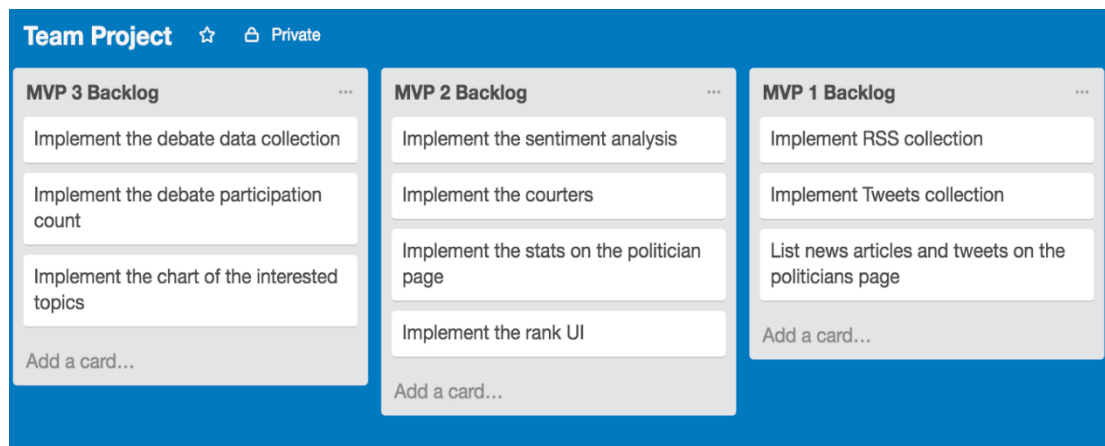 Team Project
Private
MVP 3 Backlog
Implement the debate data collection
Implement the debate participation
count
Implement the chart of the interested
topics
Add a card…
MVP 2 Backlog
Implement the sentiment analysis
Implement the courters
Implement the stats on the politician
page
Implement the rank UI
Add a card…
MVP 1 Backlog
Implement RSS collection
Implement Tweets collection
List news articles and tweets on the
politicians page
Add a card…